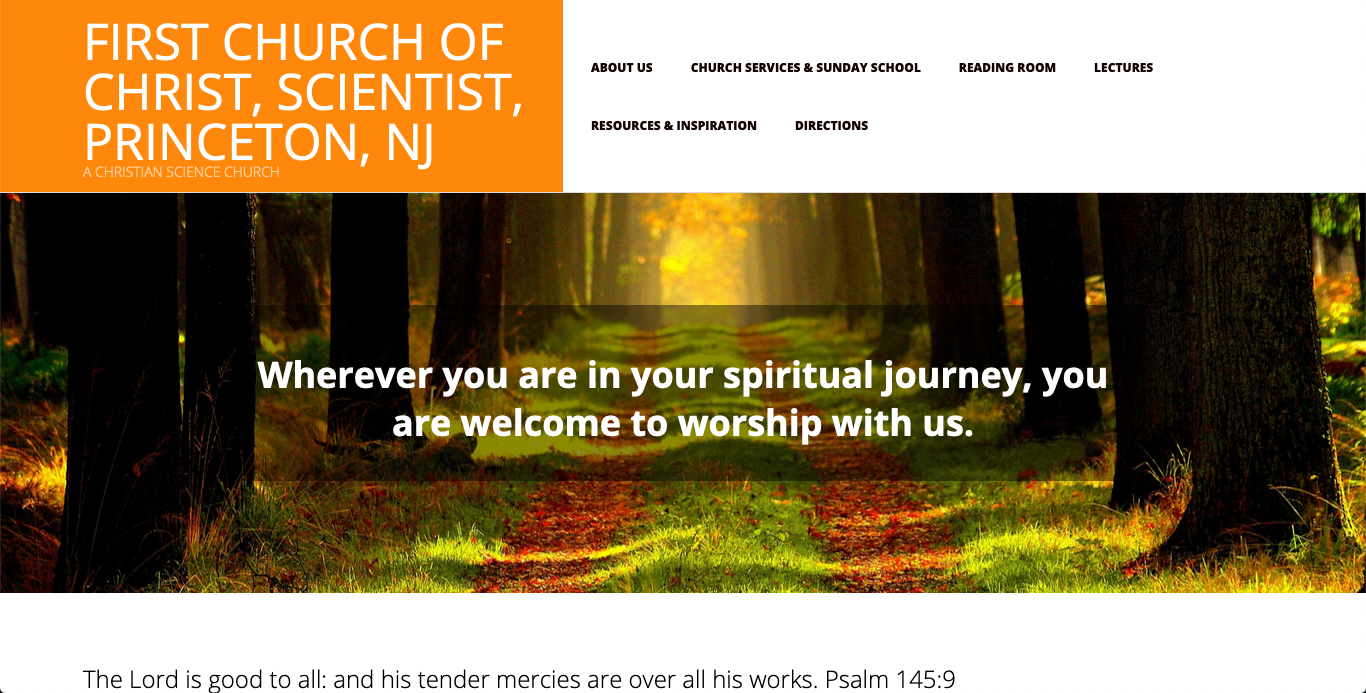 FIRST CHURCH OF
CHRIST, SCIENTIST,
PRINCETON, NJ
A CHRISTIAN SCIENCE CHURCH
ABOUT US
CHURCH SERVICES & SUNDAY SCHOOL
READING ROOM
LECTURES
RESOURCES & INSPIRATION
DIRECTIONS
Wherever you are in your spiritual journey, you
are welcome to worship with us.
The Lord is good to all: and his tender mercies are over all his works. Psalm 145:9